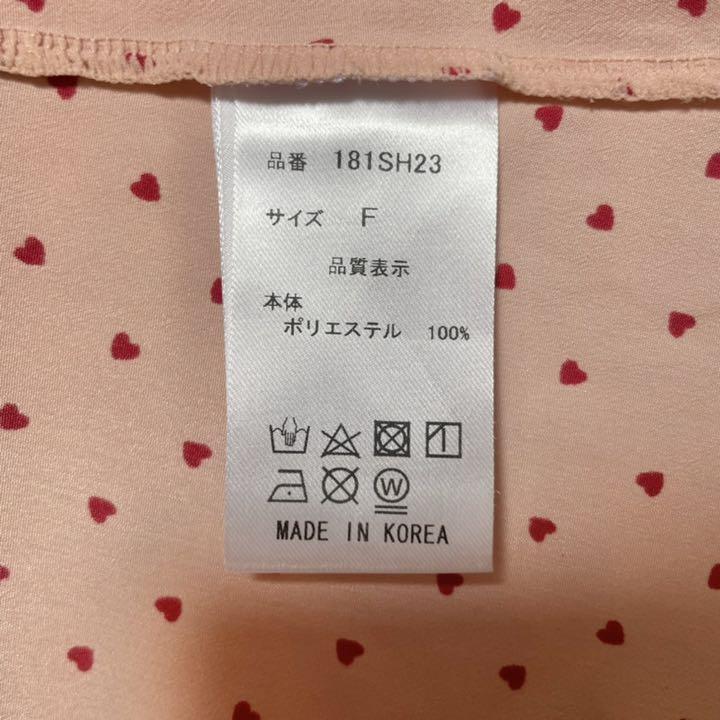 品番 181SH23
サイズ F
品質表示
本体
ポリエステル 100%
W
MADE IN KOREA